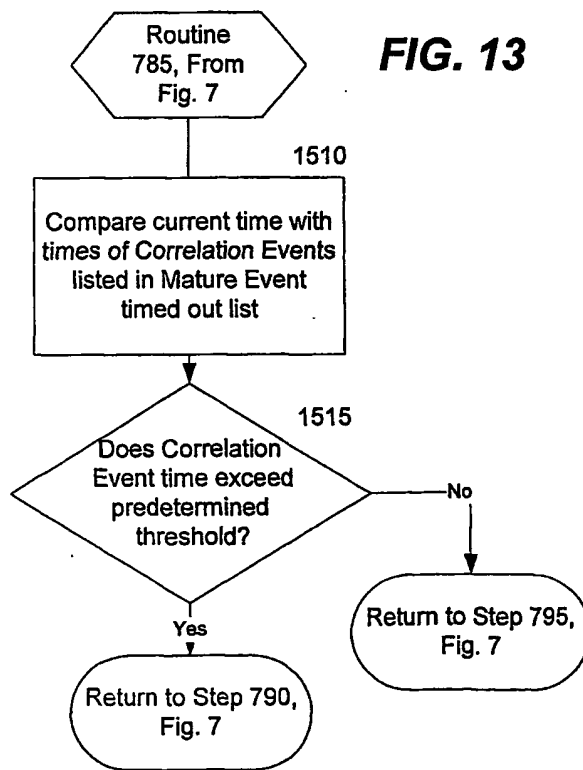 Routine
785, From
Fig. 7
FIG. 13
1510
Compare current time with
times of Correlation Events
listed in Mature Event
timed out list
1515
Does Correlation
Event time exceed
predetermined
threshold?
No
Return to Step 795,
Fig. 7
Yes
Return to Step 790,
Fig. 7